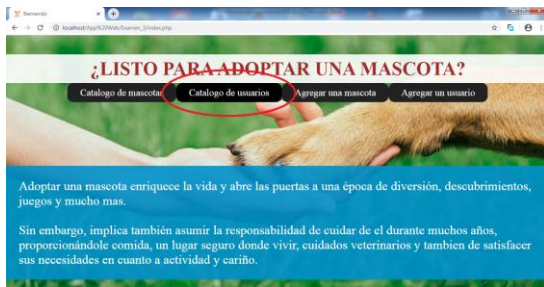 Bienvenido
localhost/App%20Web/Examen_3/index.php
¿LISTO PARA ADOPTAR UNA MASCOTA?
Catalogo de mascotas Catalogo de usuarios Agregar una mascota Agregar un usuario
Adoptar una mascota enriquece la vida y abre las puertas a una época de diversión, descubrimientos,
juegos y mucho mas.
Sin embargo, implica también asumir la responsabilidad de cuidar de el durante muchos años,
proporcionándole comida, un lugar seguro donde vivir, cuidados veterinarios y tambien de satisfacer
sus necesidades en cuanto a actividad y cariño.